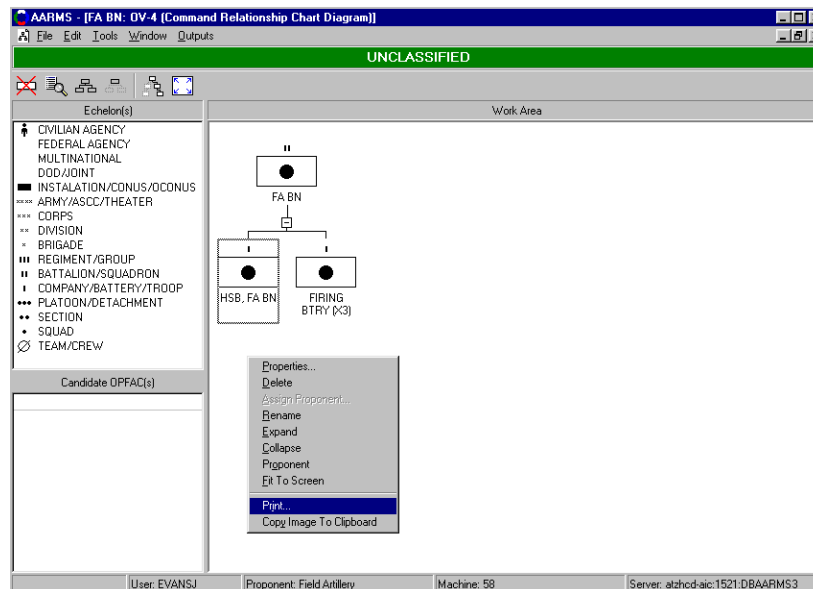 AARMS - [FA BN: OV-4 (Command Relationship Chart Diagram)]
File Edit Tools Window Outputs
UNCLASSIFIED
Echelon(s)
CIVILIAN AGENCY
FEDERAL AGENCY
MULTINATIONAL
DOD/JOINT
INSTALATION/CONUS/OCONUS
ARMY/ASCC/THEATER
CORPS
DIVISION
BRIGADE
REGIMENT/GROUP
BATTALION/SQUADRON
COMPANY/BATTERY/TROOP
PLATOON/DETACHMENT
SECTION
SQUAD
TEAM/CREW
Candidate OPFAC(s)
Work Area
FA BN
HSB, FA BN
FIRING
BTRY (X3)
Properties...
Delete
Assign Proponent...
Rename
Expand
Collapse
Proponent
Fit To Screen
Print...
Copy Image To Clipboard
User: EVANSJ Proponent: Field Artillery Machine: 58 Server: atzhcd-aic:1521:DBAARMS3